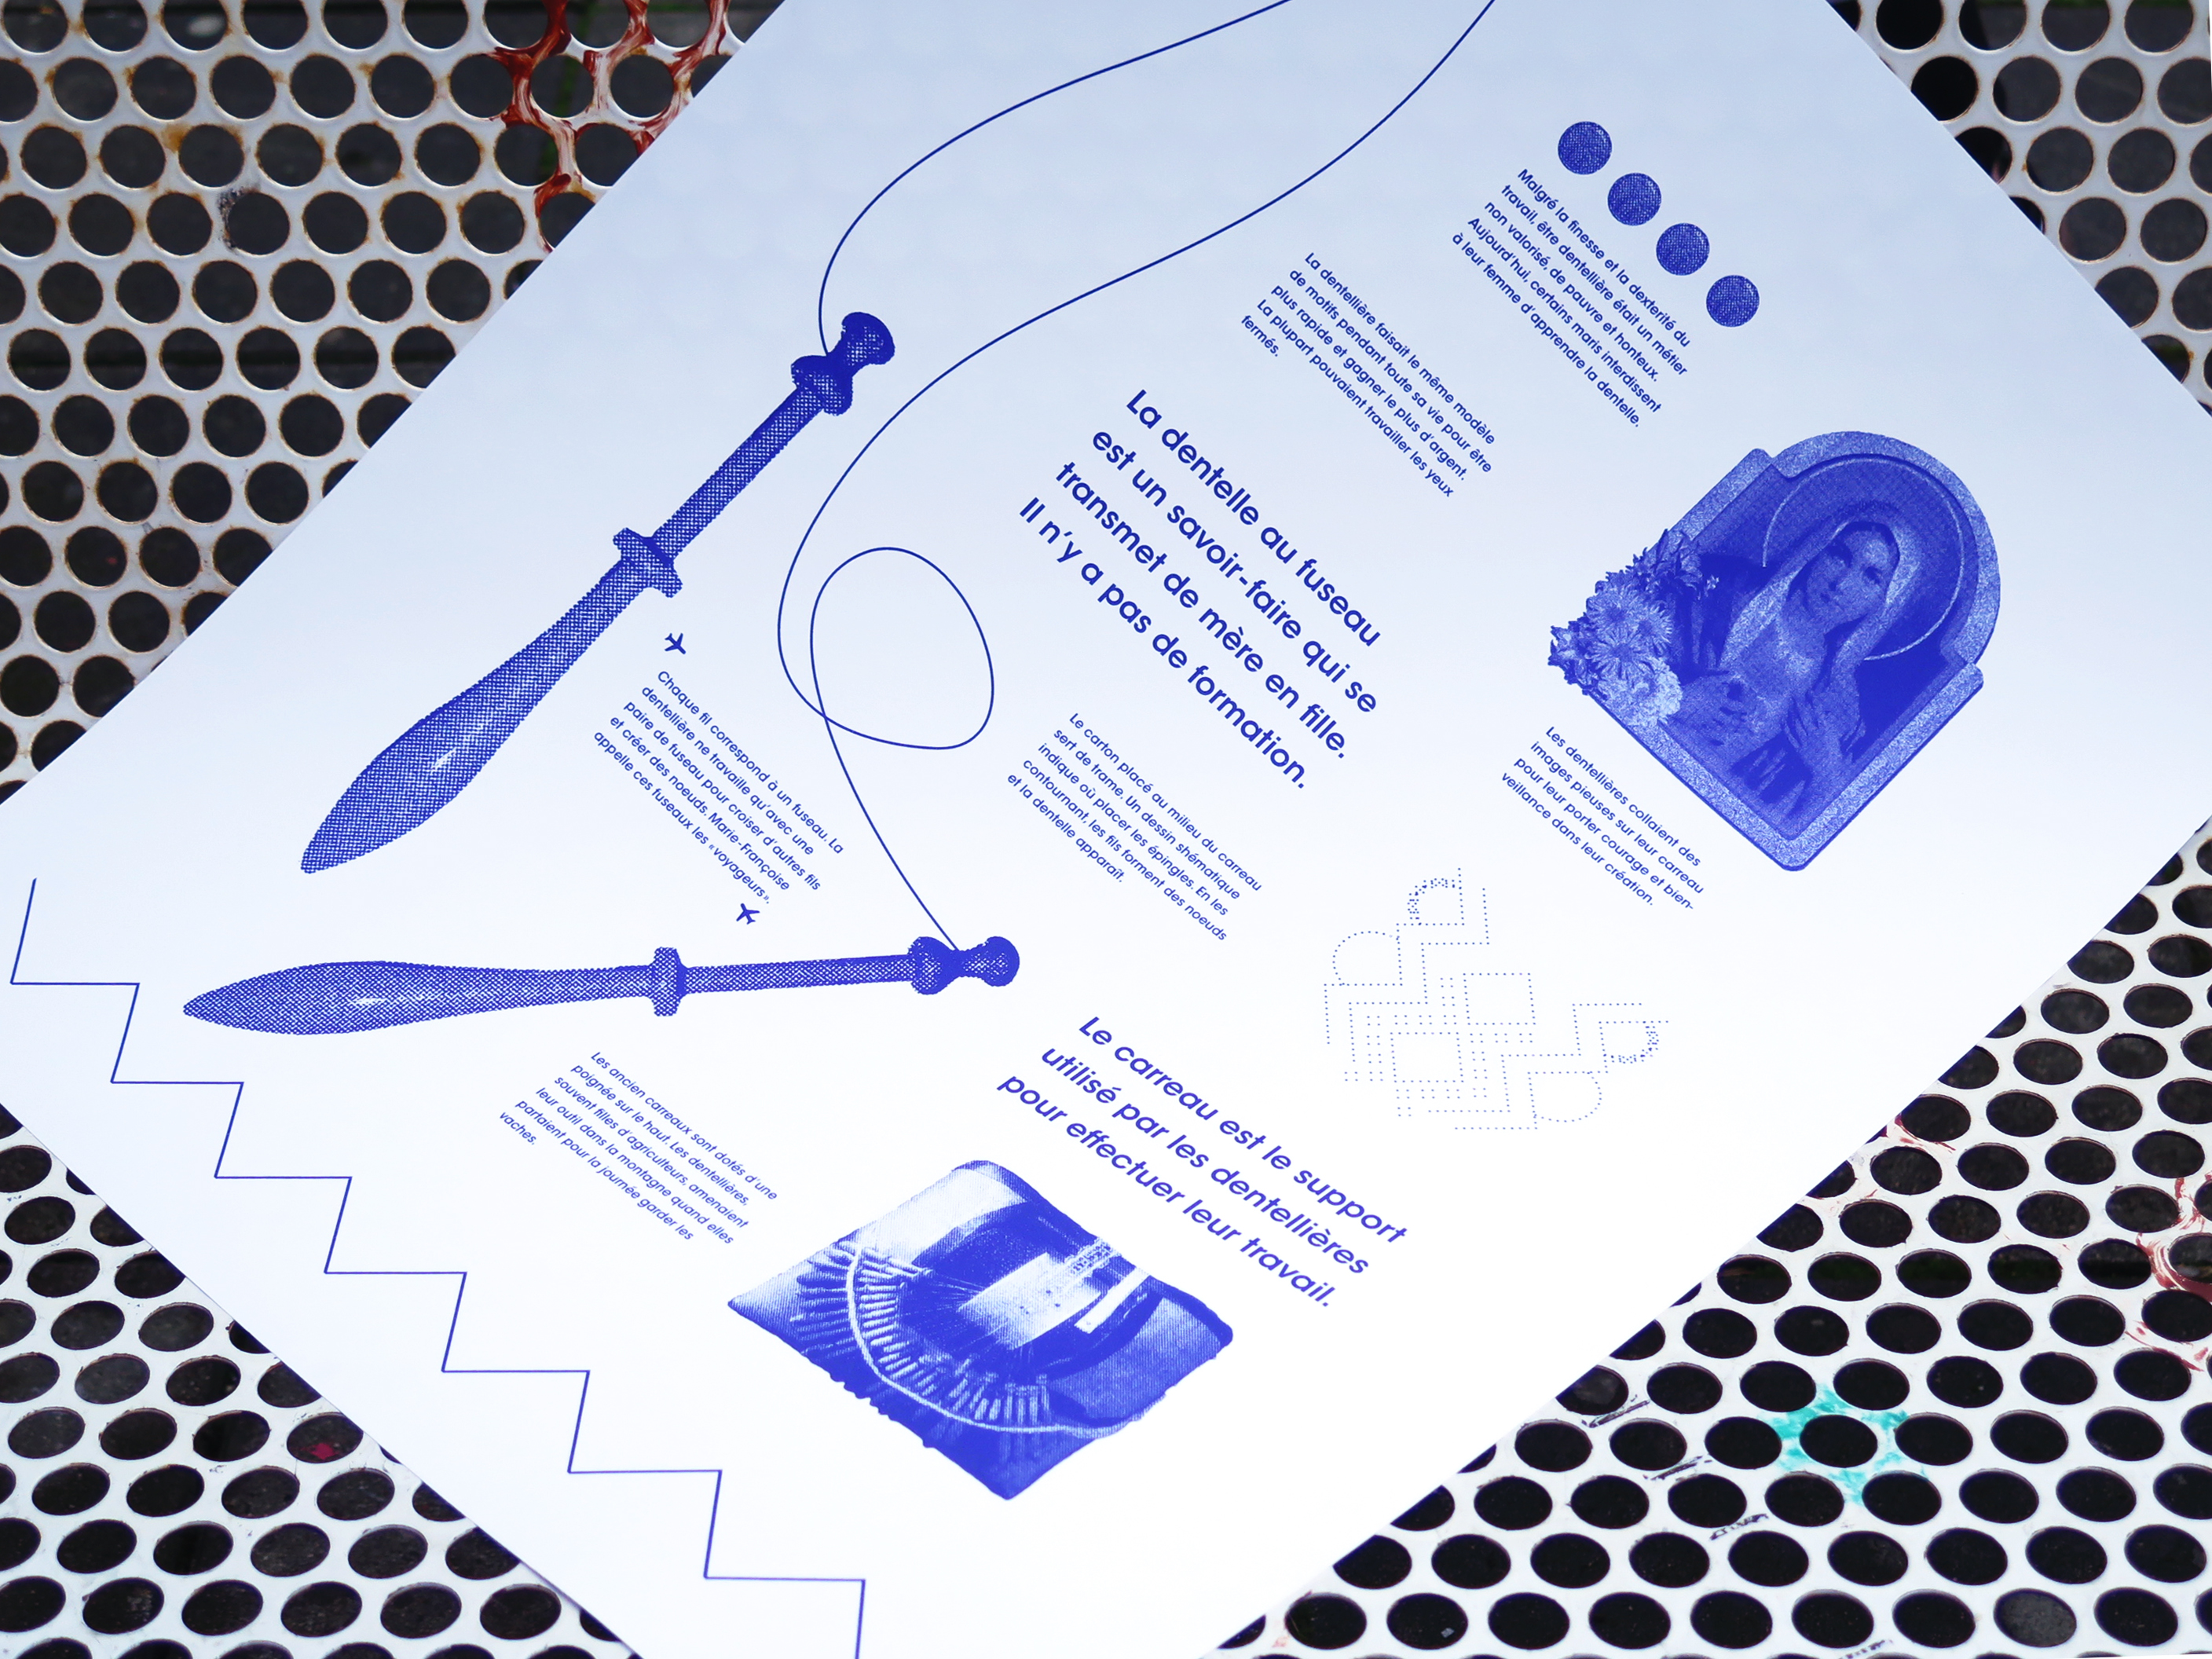 Malgré la finesse et la dexterité du
travail, être dentellière était un métier
non valorisé, de pauvre et honteux.
Aujourd'hui, certains maris interdissent
à leur femme d'apprendre la dentelle.
La dentellière faisait le même modèle
de motifs pendant toute sa vie pour être
plus rapide et gagner le plus d'argent.
La plupart pouvaient travailler les yeux
fermés.
La dentelle au fuseau
est un savoir-faire qui se
transmet de mère en fille.
Il n'y a pas de formation.
Les dentellières collaient des
images pieuses sur leur carreau
pour leur porter courage et bien-
veillance dans leur création.
Chaque fil correspond à un fuseau. La
dentellière ne travaille qu'avec une
paire de fuseau pour croiser d'autres fils
et créer des noeuds. Marie-Françoise
appelle ces fuseaux les «voyageurs».
Le carton placé au milieu du carreau
sert de trame. Un dessin shématique
indique où placer les épingles. En les
contournant, les fils forment des noeuds
et la dentelle apparaît.
Le carreau est le support
utilisé par les dentellières
pour effectuer leur travail.
Les ancien carreaux sont dotés d'une
poignée sur le haut. Les dentellières,
souvent filles d'agriculteurs, amenaient
leur outil dans la montagne quand elles
partaient pour la journée garder les
vaches.